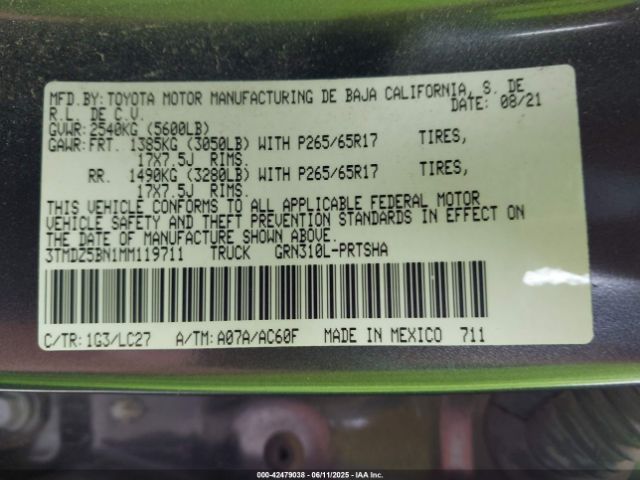 MFD.BY: TOYOTA MOTOR MANUFACTURING DE BAJA CALIFORNIA, S. DE
R.L. DE C.V. DATE: 08/21
GVWR: 2540KG (5600LB)
GAWR: FRT. 1385KG (3050LB) WITH P265/65R17 TIRES,
17X7.5J RIMS.
RR. 1490KG (3280LB) WITH P265/65R17 TIRES,
17X7.5J RIMS.
THIS VEHICLE CONFORMS TO ALL APPLICABLE FEDERAL MOTOR
VEHICLE SAFETY AND THEFT PREVENTION STANDARDS IN EFFECT ON
THE DATE OF MANUFACTURE SHOWN ABOVE.
3TMDZ5BN1MM119711 TRUCK GRN310L-PRTSHA
C/TR: 1G3/LC27 A/TM: A07A/AC60F MADE IN MEXICO 711
000-42479038 - 06/11/2025 - IAA Inc.